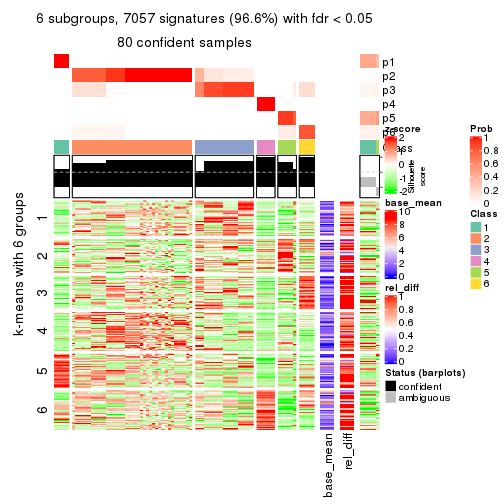 6 subgroups, 7057 signatures (96.6%) with fdr < 0.05
80 confident samples
p1
p2
p3
p4
p5
p6
Class
Silhouette
score
k-means with 6 groups
1
2
3
4
5
6
base_mean
rel_diff
z-score
2
1
0
-1
-2
base_mean
10
8
6
4
2
0
rel_diff
1
0.8
0.6
0.4
0.2
0
Status (barplots)
confident
ambiguous
Prob
1
0.8
0.6
0.4
0.2
0
Class
1
2
3
4
5
6